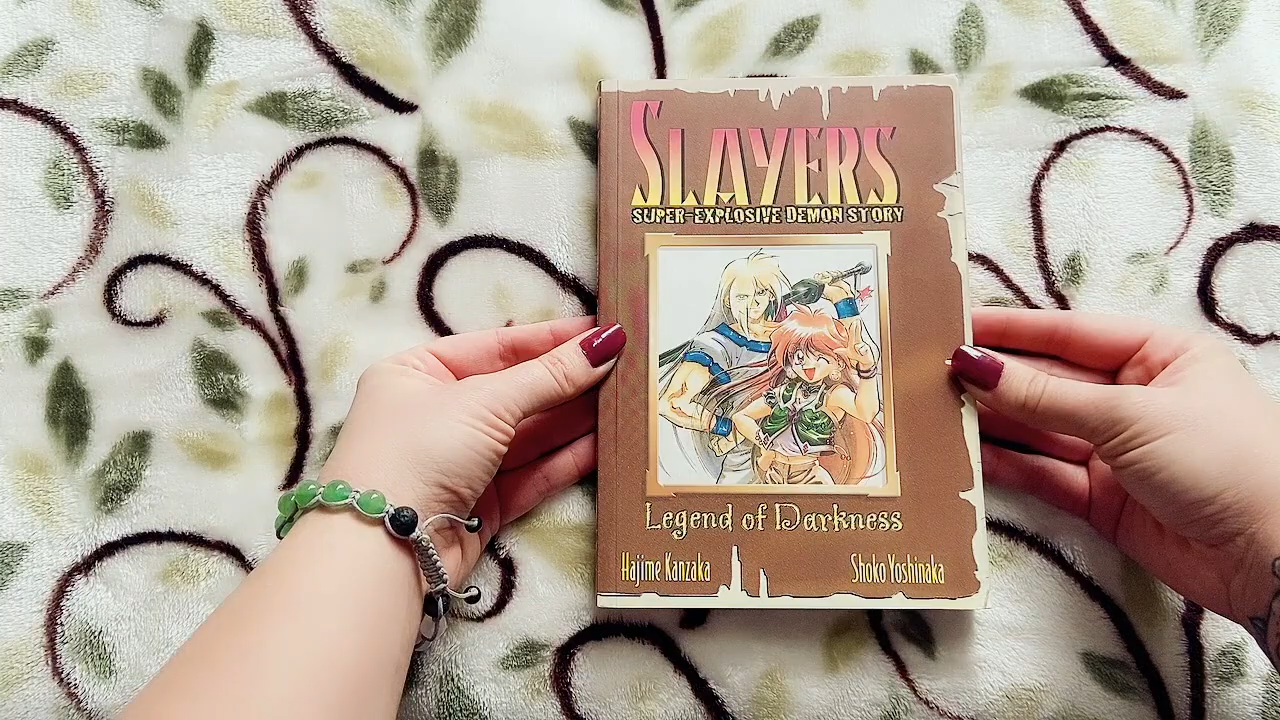 SLAYERS
SUPER-EXPLOSIVE DEMON STORY
Legend of Darkness
Hajime Kanzaka
Shoko Yoshinaka